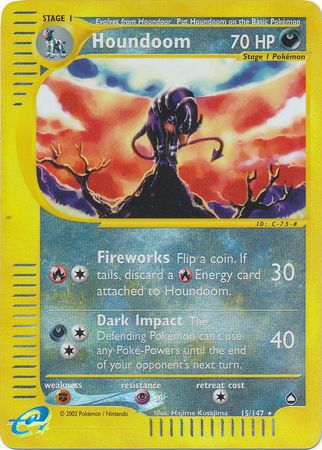 STAGE 1
Evolves from Houndour Put Houndoom on the Basic Pokémon
Houndoom 70 HP
Stage 1 Pokémon
ID: C-75-#
Fireworks Flip a coin. If
tails, discard a Energy card
attached to Houndoom.
30
Dark Impact The
Defending Pokémon can't use
any Poké-Powers until the end
of your opponent's next turn.
40
weakness resistance retreat cost
-30
e
© 2002 Pokémon / Nintendo Illus. Hajime Kusajima 15/147 ★